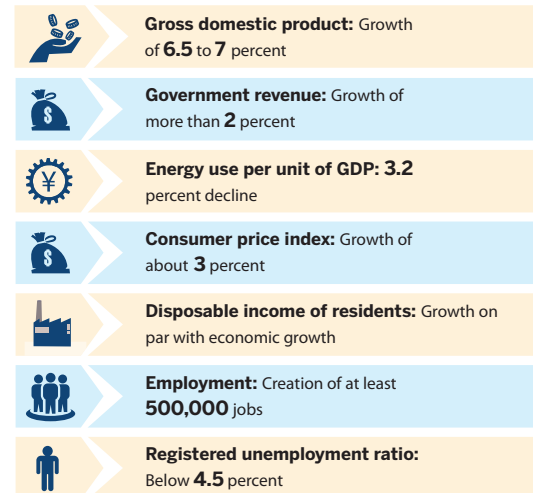 Gross domestic product: Growth
of 6.5 to 7 percent
$
Government revenue: Growth of
more than 2 percent
¥
Energy use per unit of GDP: 3.2
percent decline
$
Consumer price index: Growth of
about 3 percent
Disposable income of residents: Growth on
par with economic growth
Employment: Creation of at least
500,000 jobs
Registered unemployment ratio:
Below 4.5 percent